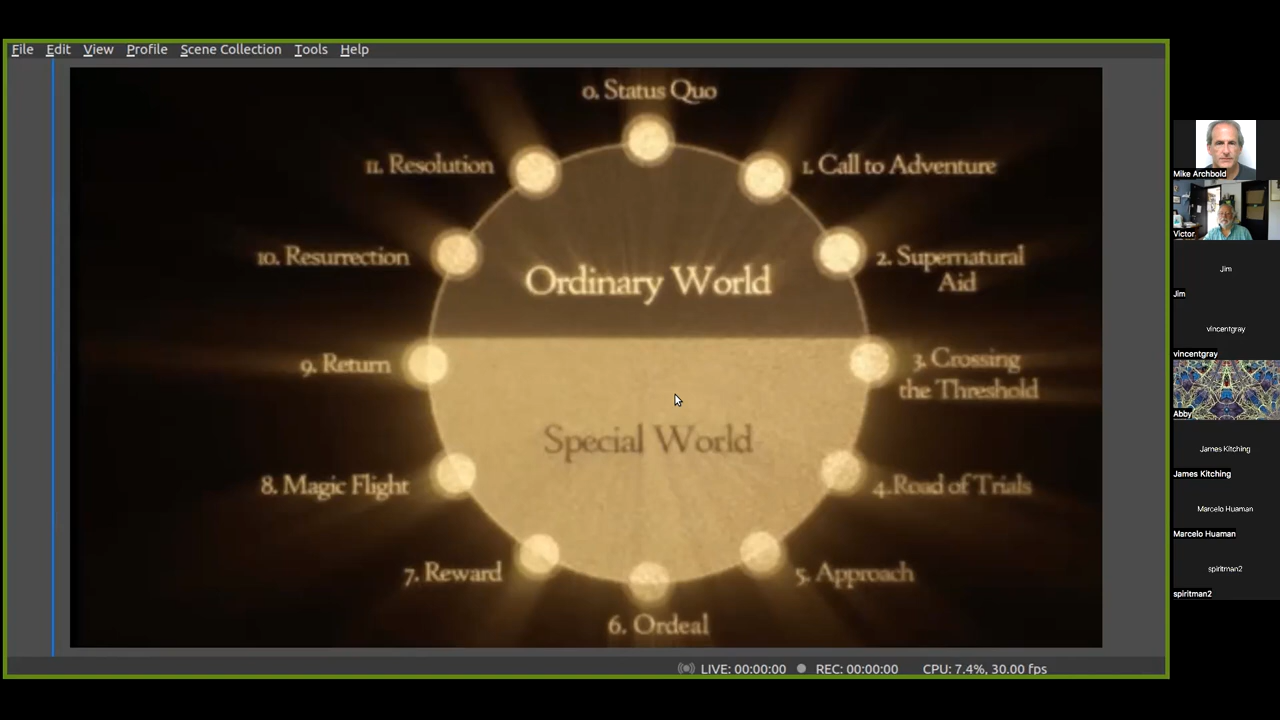 File Edit View Profile Scene Collection Tools Help
0. Status Quo
11. Resolution
1. Call to Adventure
10. Resurrection
2. Supernatural
Aid
Ordinary World
9. Return
3. Crossing
the Threshold
Special World
8. Magic Flight
4.Road of Trials
7. Reward
5. Approach
6. Ordeal
LIVE: 00:00:00 REC: 00:00:00 CPU: 7.4%, 30.00 fps
Mike Archbold
Victor
Jim
Jim
vincentgray
vincentgray
Abby
James Kitching
James Kitching
Marcelo Huaman
Marcelo Huaman
spiritman2
spiritman2